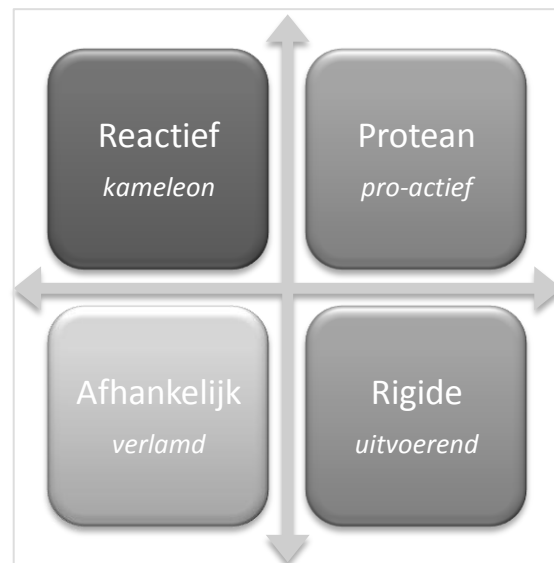 Reactief
kameleon
Protean
pro-actief
Afhankelijk
verlamd
Rigide
uitvoerend